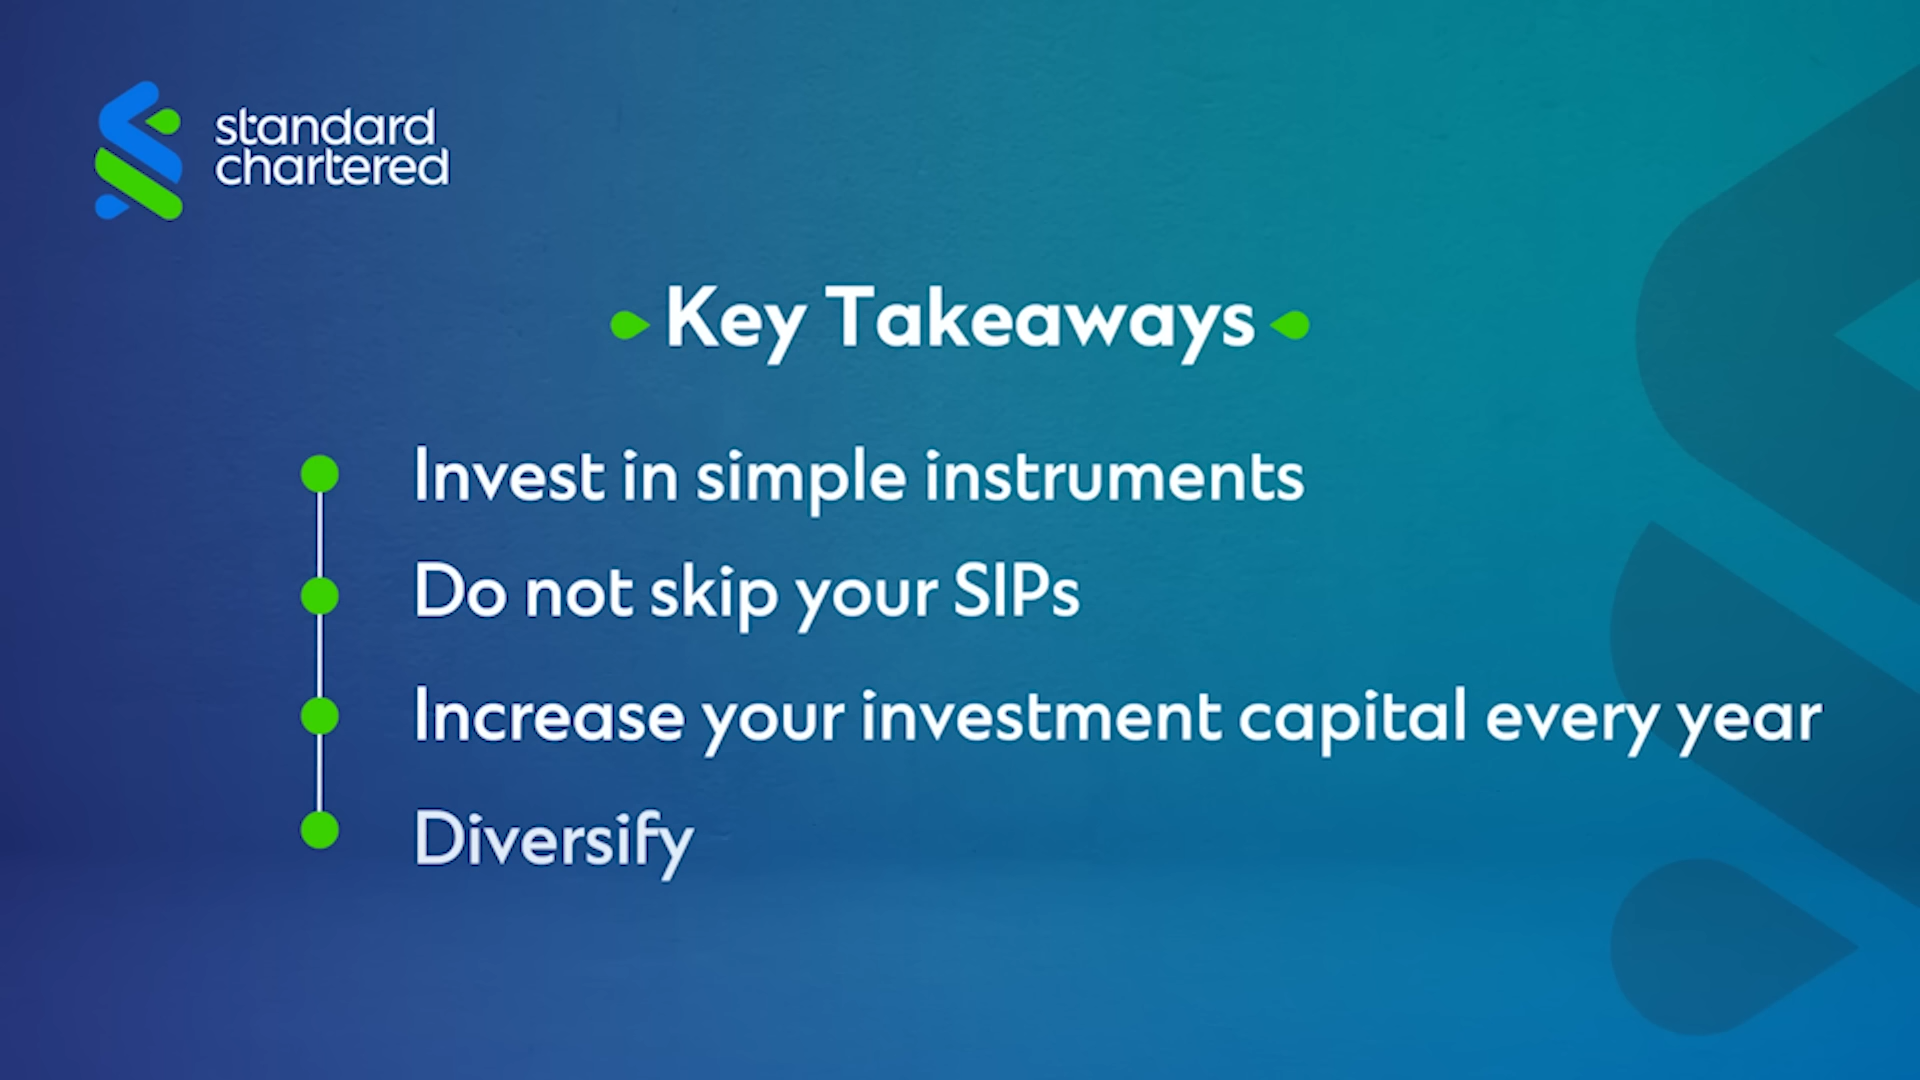 standard
chartered
Key Takeaways
Invest in simple instruments
Do not skip your SIPs
Increase your investment capital every year
Diversify